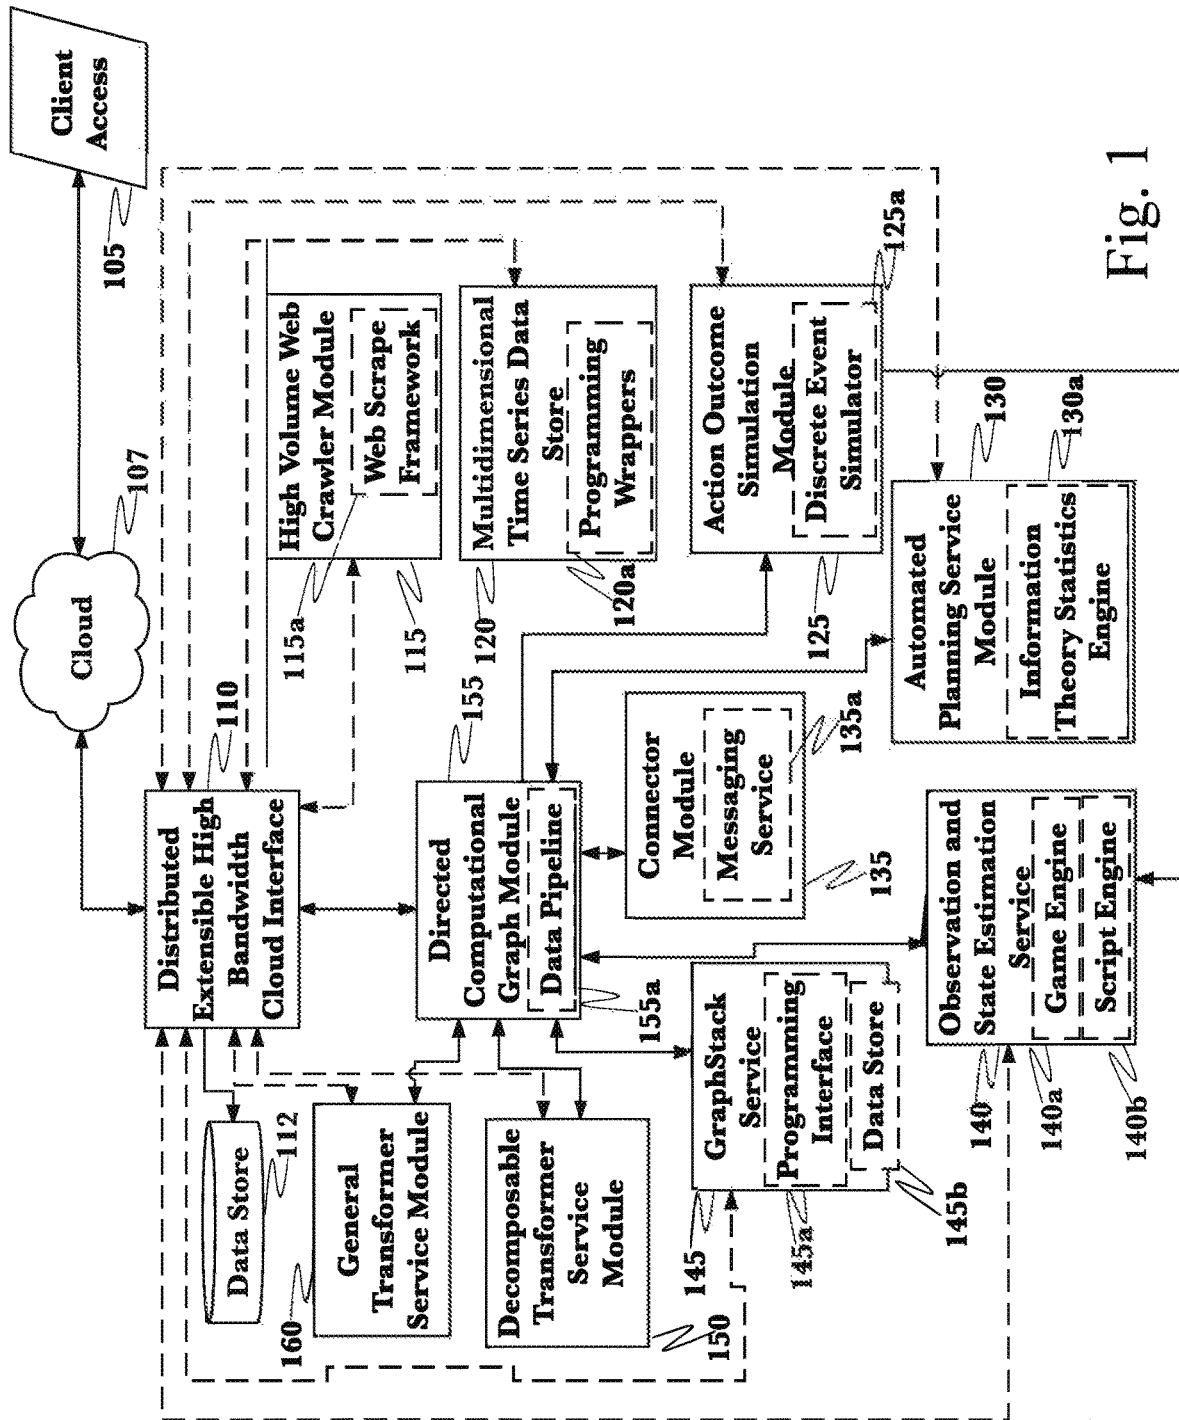 Client
Access
105
Cloud
107
Distributed
Extensible High
Bandwidth
Cloud Interface
110
Data Store
112
High Volume Web
Crawler Module
Web Scrape
Framework
115a
115
Multidimensional
Time Series Data
Store
Programming
Wrappers
120
120a
Action Outcome
Simulation
Module
Discrete Event
Simulator
125
125a
Automated
Planning Service
Module
Information
Theory Statistics
Engine
130
130a
Directed
Computational
Graph Module
Data Pipeline
155
155a
Connector
Module
Messaging
Service
135
135a
General
Transformer
Service Module
160
Decomposable
Transformer
Service
Module
150
GraphStack
Service
Programming
Interface
Data Store
145
145a
145b
Observation and
State Estimation
Service
Game Engine
Script Engine
140
140a
140b
Fig. 1